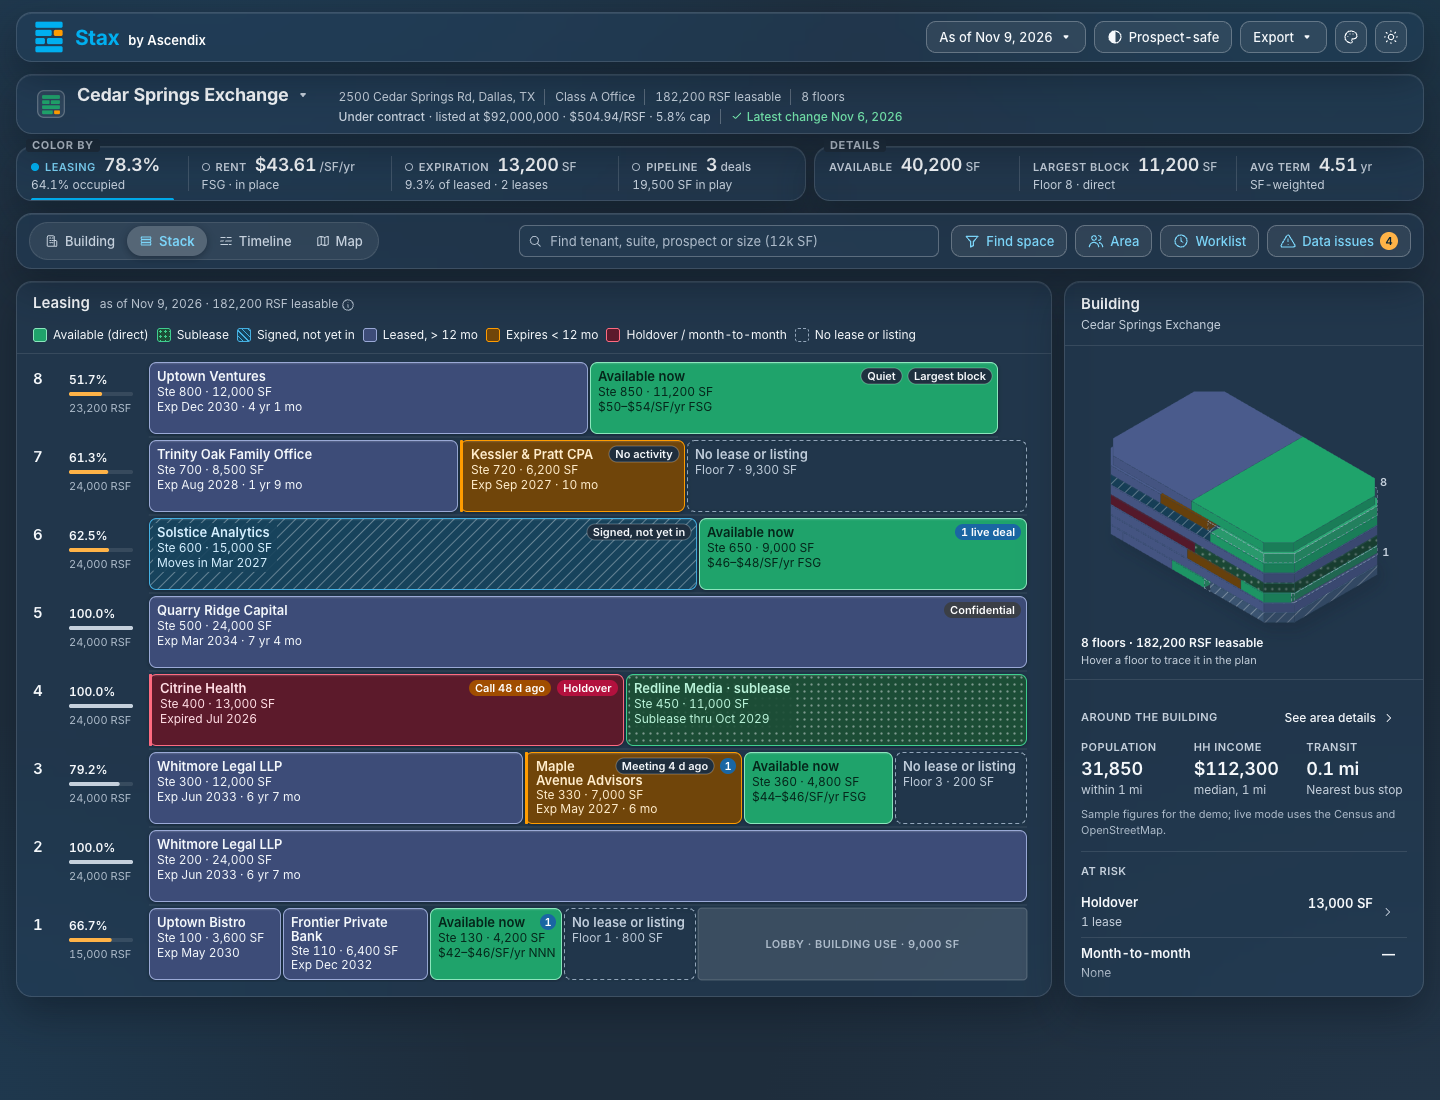 Stax by Ascendix
As of Nov 9, 2026
Prospect-safe
Export
Cedar Springs Exchange
2500 Cedar Springs Rd, Dallas, TX
Class A Office
182,200 RSF leasable
8 floors
Under contract · listed at $92,000,000 · $504.94/RSF · 5.8% cap
Latest change Nov 6, 2026
COLOR BY
LEASING 78.3%
64.1% occupied
RENT $43.61 /SF/yr
FSG · in place
EXPIRATION 13,200 SF
9.3% of leased · 2 leases
PIPELINE 3 deals
19,500 SF in play
DETAILS
AVAILABLE 40,200 SF
LARGEST BLOCK 11,200 SF
Floor 8 · direct
AVG TERM 4.51 yr
SF-weighted
Building
Stack
Timeline
Map
Find tenant, suite, prospect or size (12k SF)
Find space
Area
Worklist
Data issues 4
Leasing as of Nov 9, 2026 · 182,200 RSF leasable
Available (direct)
Sublease
Signed, not yet in
Leased, > 12 mo
Expires < 12 mo
Holdover / month-to-month
No lease or listing
8
51.7%
23,200 RSF
Uptown Ventures
Ste 800 · 12,000 SF
Exp Dec 2030 · 4 yr 1 mo
Available now
Quiet
Largest block
Ste 850 · 11,200 SF
$50–$54/SF/yr FSG
7
61.3%
24,000 RSF
Trinity Oak Family Office
Ste 700 · 8,500 SF
Exp Aug 2028 · 1 yr 9 mo
Kessler & Pratt CPA
No activity
Ste 720 · 6,200 SF
Exp Sep 2027 · 10 mo
No lease or listing
Floor 7 · 9,300 SF
6
62.5%
24,000 RSF
Solstice Analytics
Signed, not yet in
Ste 600 · 15,000 SF
Moves in Mar 2027
Available now
1 live deal
Ste 650 · 9,000 SF
$46–$48/SF/yr FSG
5
100.0%
24,000 RSF
Quarry Ridge Capital
Confidential
Ste 500 · 24,000 SF
Exp Mar 2034 · 7 yr 4 mo
4
100.0%
24,000 RSF
Citrine Health
Call 48 d ago
Holdover
Ste 400 · 13,000 SF
Expired Jul 2026
Redline Media · sublease
Ste 450 · 11,000 SF
Sublease thru Oct 2029
3
79.2%
24,000 RSF
Whitmore Legal LLP
Ste 300 · 12,000 SF
Exp Jun 2033 · 6 yr 7 mo
Maple
Avenue Advisors
Meeting 4 d ago
1
Ste 330 · 7,000 SF
Exp May 2027 · 6 mo
Available now
Ste 360 · 4,800 SF
$44–$46/SF/yr FSG
No lease or listing
Floor 3 · 200 SF
2
100.0%
24,000 RSF
Whitmore Legal LLP
Ste 200 · 24,000 SF
Exp Jun 2033 · 6 yr 7 mo
1
66.7%
15,000 RSF
Uptown Bistro
Ste 100 · 3,600 SF
Exp May 2030
Frontier Private
Bank
Ste 110 · 6,400 SF
Exp Dec 2032
Available now
1
Ste 130 · 4,200 SF
$42–$46/SF/yr NNN
No lease or listing
Floor 1 · 800 SF
LOBBY · BUILDING USE · 9,000 SF
Building
Cedar Springs Exchange
8
1
8 floors · 182,200 RSF leasable
Hover a floor to trace it in the plan
AROUND THE BUILDING
See area details
POPULATION
31,850
within 1 mi
HH INCOME
$112,300
median, 1 mi
TRANSIT
0.1 mi
Nearest bus stop
Sample figures for the demo; live mode uses the Census and
OpenStreetMap.
AT RISK
Holdover
13,000 SF
1 lease
Month-to-month
—
None